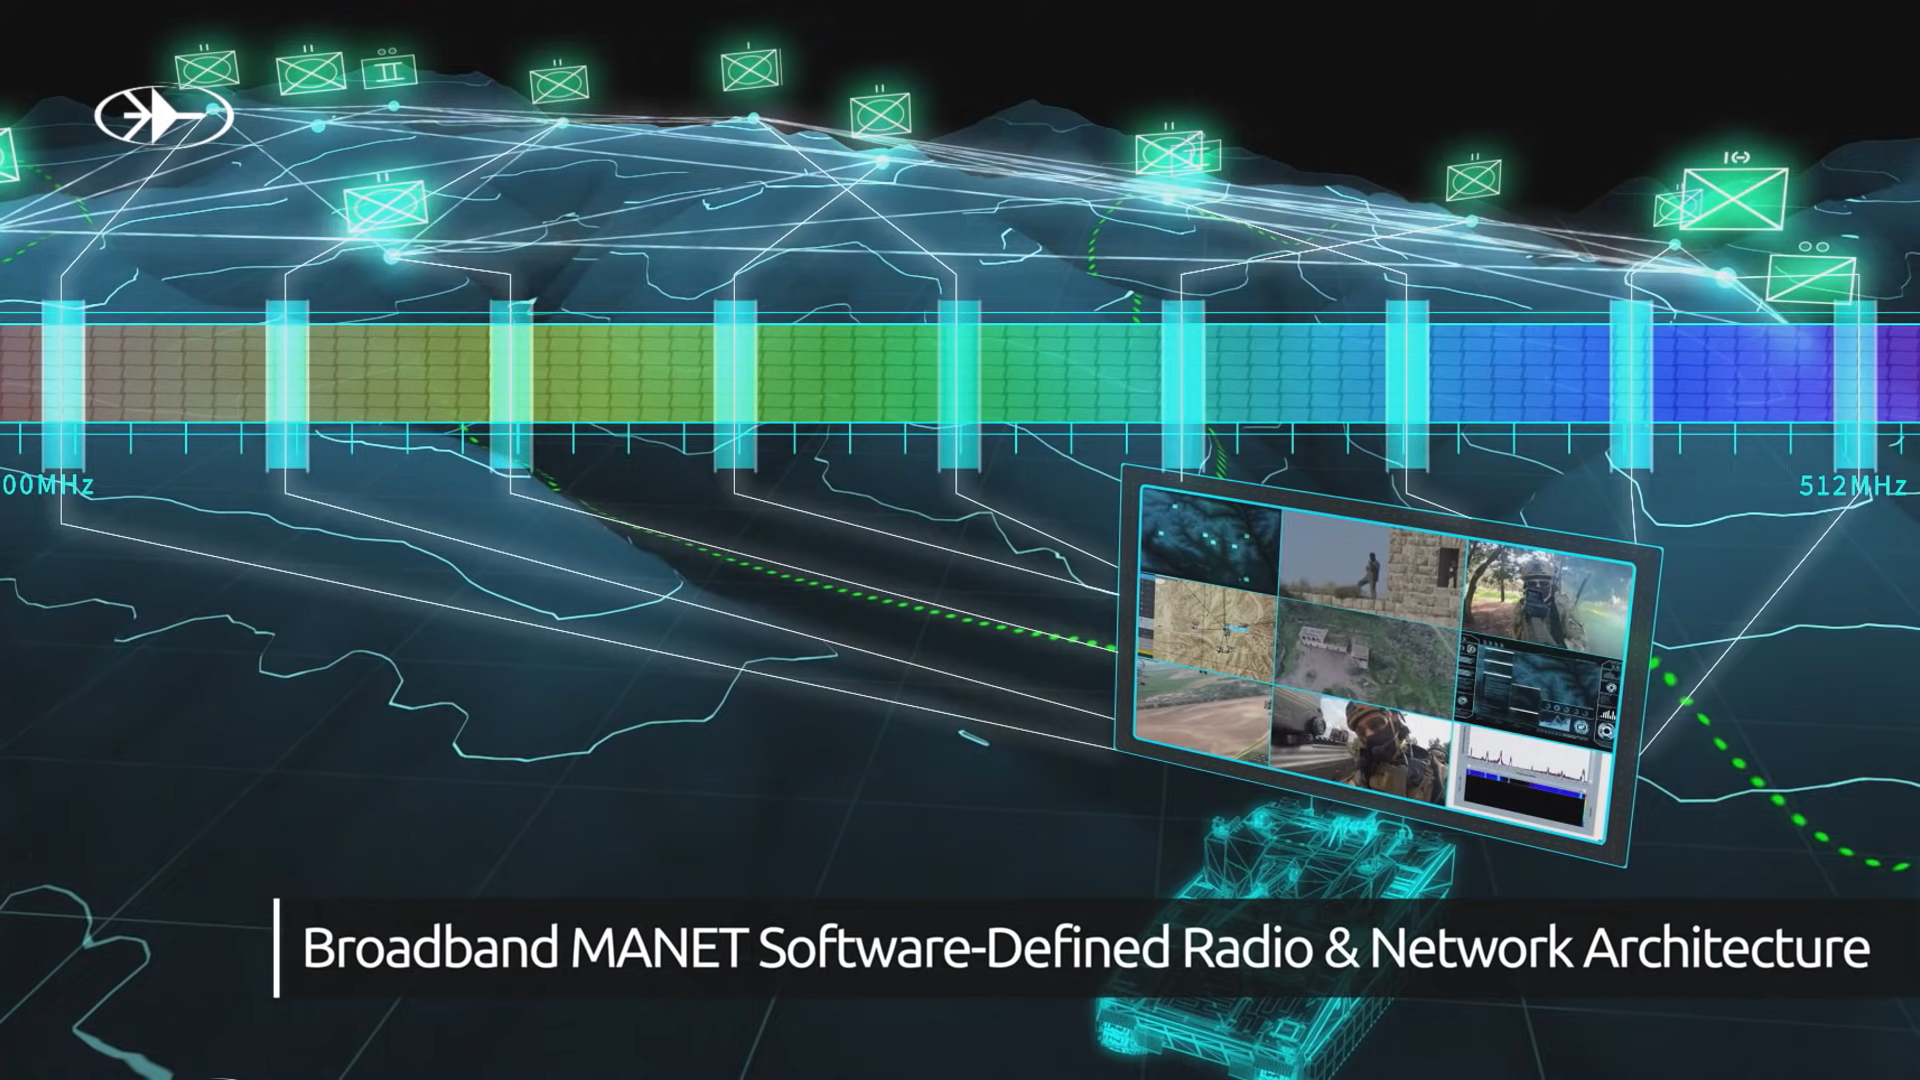 00MHz
512MHz
Broadband MANET Software-Defined Radio & Network Architecture